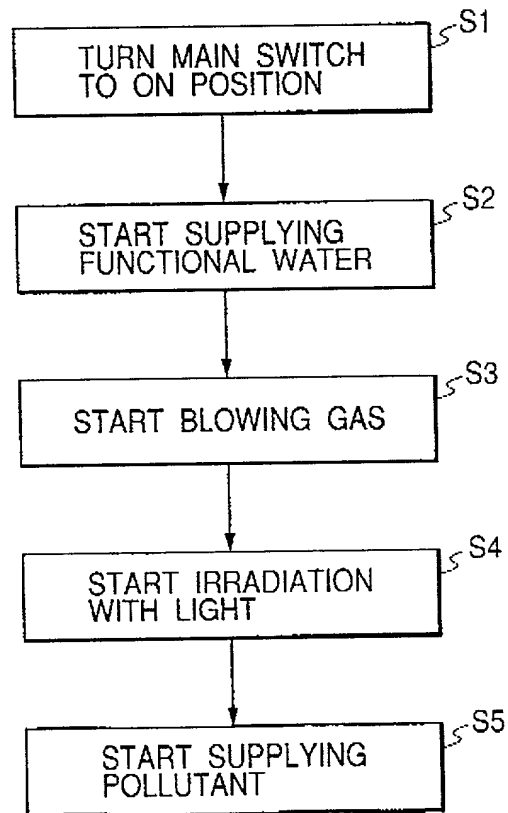 S1
TURN MAIN SWITCH
TO ON POSITION
S2
START SUPPLYING
FUNCTIONAL WATER
S3
START BLOWING GAS
S4
START IRRADIATION
WITH LIGHT
S5
START SUPPLYING
POLLUTANT